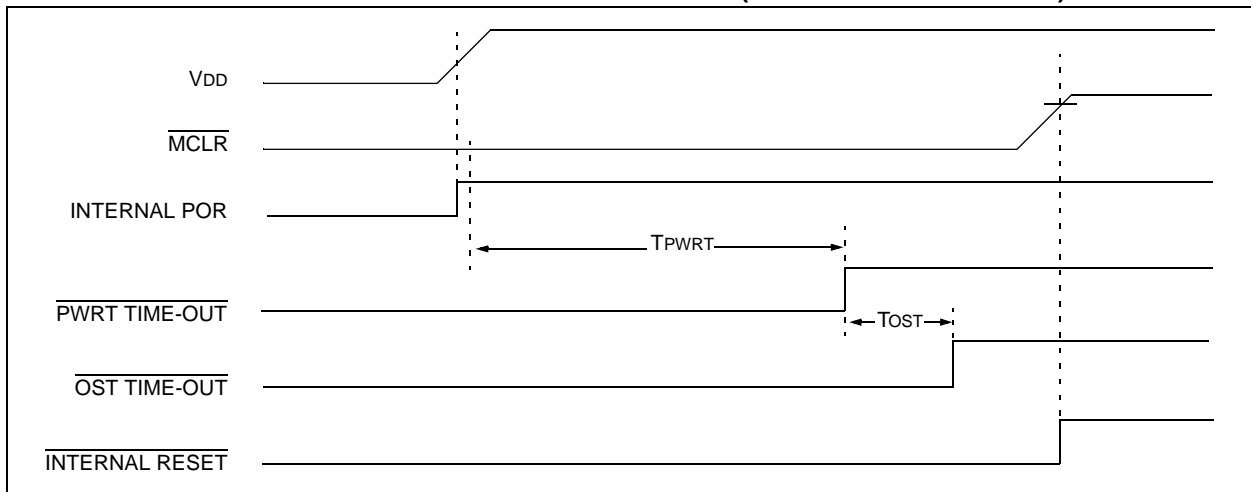 VDD
MCLR
INTERNAL POR
TPWRT
PWRT TIME-OUT
TOST
OST TIME-OUT
INTERNAL RESET